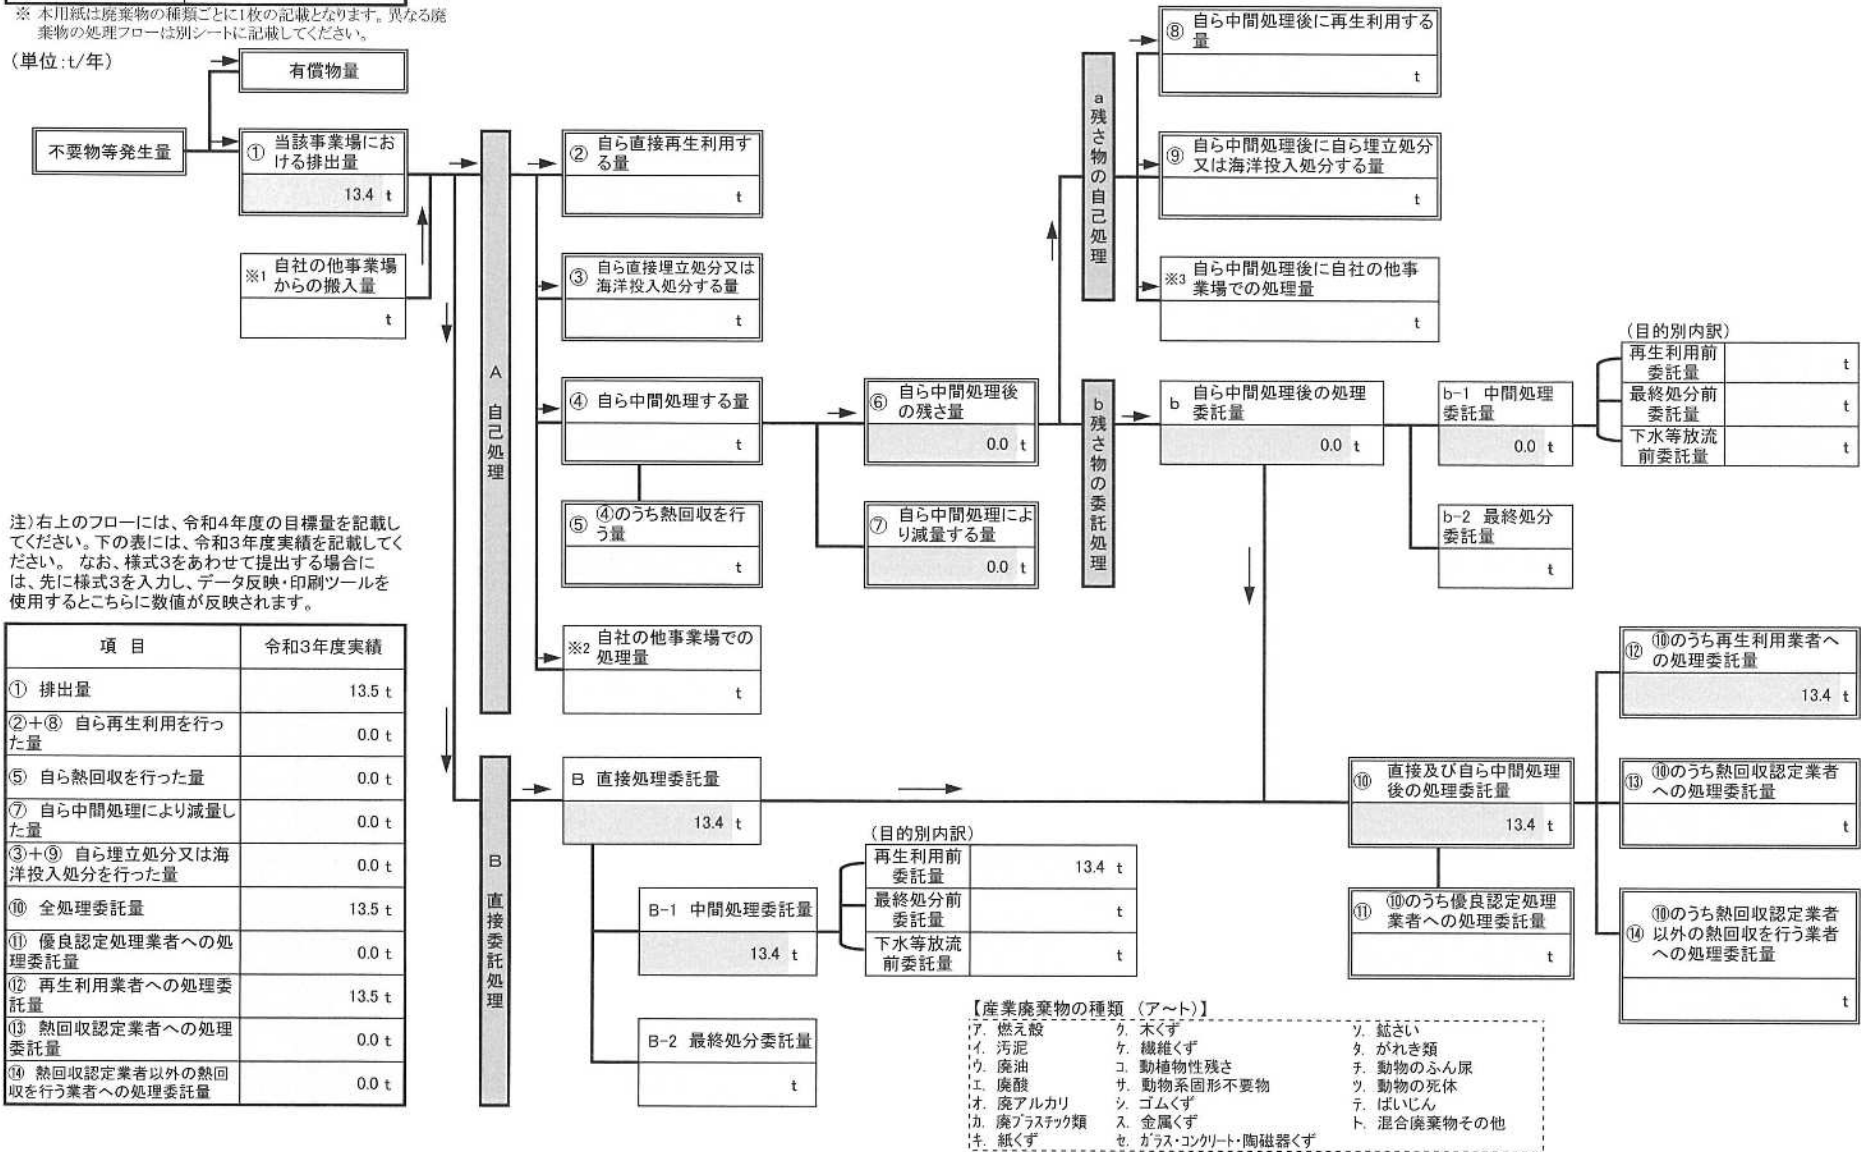 ※ 本用紙は廃棄物の種類ごとに1枚の記載となります。異なる廃
棄物の処理フローは別シートに記載してください。
(単位:t/年)
有償物量
不要物等発生量
① 当該事業場にお
ける排出量
13.4 t
※1 自社の他事業場
からの搬入量
t
A 自己処理
② 自ら直接再生利用す
る量
t
③ 自ら直接埋立処分又は
海洋投入処分する量
t
④ 自ら中間処理する量
t
⑤ ④のうち熱回収を行
う量
t
※2 自社の他事業場での
処理量
t
⑥ 自ら中間処理後
の残さ量
0.0 t
⑦ 自ら中間処理によ
り減量する量
0.0 t
a 残さ物の自己処理
⑧ 自ら中間処理後に再生利用する
量
t
⑨ 自ら中間処理後に自ら埋立処分
又は海洋投入処分する量
t
※3 自ら中間処理後に自社の他事
業場での処理量
t
b 残さ物の委託処理
b 自ら中間処理後の処理
委託量
0.0 t
b-1 中間処理
委託量
0.0 t
(目的別内訳)
再生利用前
委託量 t
最終処分前
委託量 t
下水等放流
前委託量 t
b-2 最終処分
委託量
t
注)右上のフローには、令和4年度の目標量を記載し
てください。下の表には、令和3年度実績を記載してく
ださい。 なお、様式3をあわせて提出する場合に
は、先に様式3を入力し、データ反映・印刷ツールを
使用するとこちらに数値が反映されます。
項 目 令和3年度実績
① 排出量 13.5 t
②+⑧ 自ら再生利用を行っ
た量 0.0 t
⑤ 自ら熱回収を行った量 0.0 t
⑦ 自ら中間処理により減量し
た量 0.0 t
③+⑨ 自ら埋立処分又は海
洋投入処分を行った量 0.0 t
⑩ 全処理委託量 13.5 t
⑪ 優良認定処理業者への処
理委託量 0.0 t
⑫ 再生利用業者への処理委
託量 13.5 t
⑬ 熱回収認定業者への処理
委託量 0.0 t
⑭ 熱回収認定業者以外の熱回
収を行う業者への処理委託量 0.0 t
B 直接委託処理
B 直接処理委託量
13.4 t
B-1 中間処理委託量
13.4 t
(目的別内訳)
再生利用前
委託量 13.4 t
最終処分前
委託量 t
下水等放流
前委託量 t
B-2 最終処分委託量
t
⑩ 直接及び自ら中間処理
後の処理委託量
13.4 t
⑪ ⑩のうち優良認定処理
業者への処理委託量
t
⑫ ⑩のうち再生利用業者へ
の処理委託量
13.4 t
⑬ ⑩のうち熱回収認定業者
への処理委託量
t
⑭ ⑩のうち熱回収認定業者
以外の熱回収を行う業者
への処理委託量
t
【産業廃棄物の種類 (ア~ト)】
ア. 燃え殻 ク. 木くず ソ. 鉱さい
イ. 汚泥 ケ. 繊維くず タ. がれき類
ウ. 廃油 コ. 動植物性残さ チ. 動物のふん尿
エ. 廃酸 サ. 動物系固形不要物 ツ. 動物の死体
オ. 廃アルカリ シ. ゴムくず テ. ばいじん
カ. 廃プラスチック類 ス. 金属くず ト. 混合廃棄物その他
キ. 紙くず セ. ガラス・コンクリート・陶磁器くず